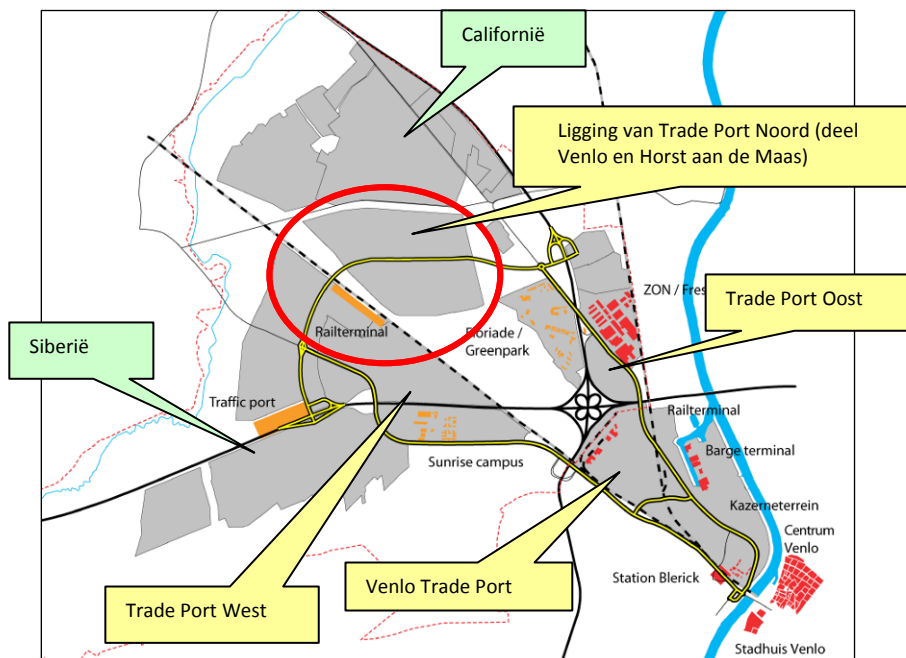 Californië
Ligging van Trade Port Noord (deel
Venlo en Horst aan de Maas)
ZON / Fres
Trade Port Oost
Railterminal
Floriade /
Greenpark
Siberië
Traffic port
Railterminal
Barge terminal
Sunrise campus
Kazerneterrein
Centrum
Venlo
Station Blerick
Venlo Trade Port
Trade Port West
Stadhuis Venlo